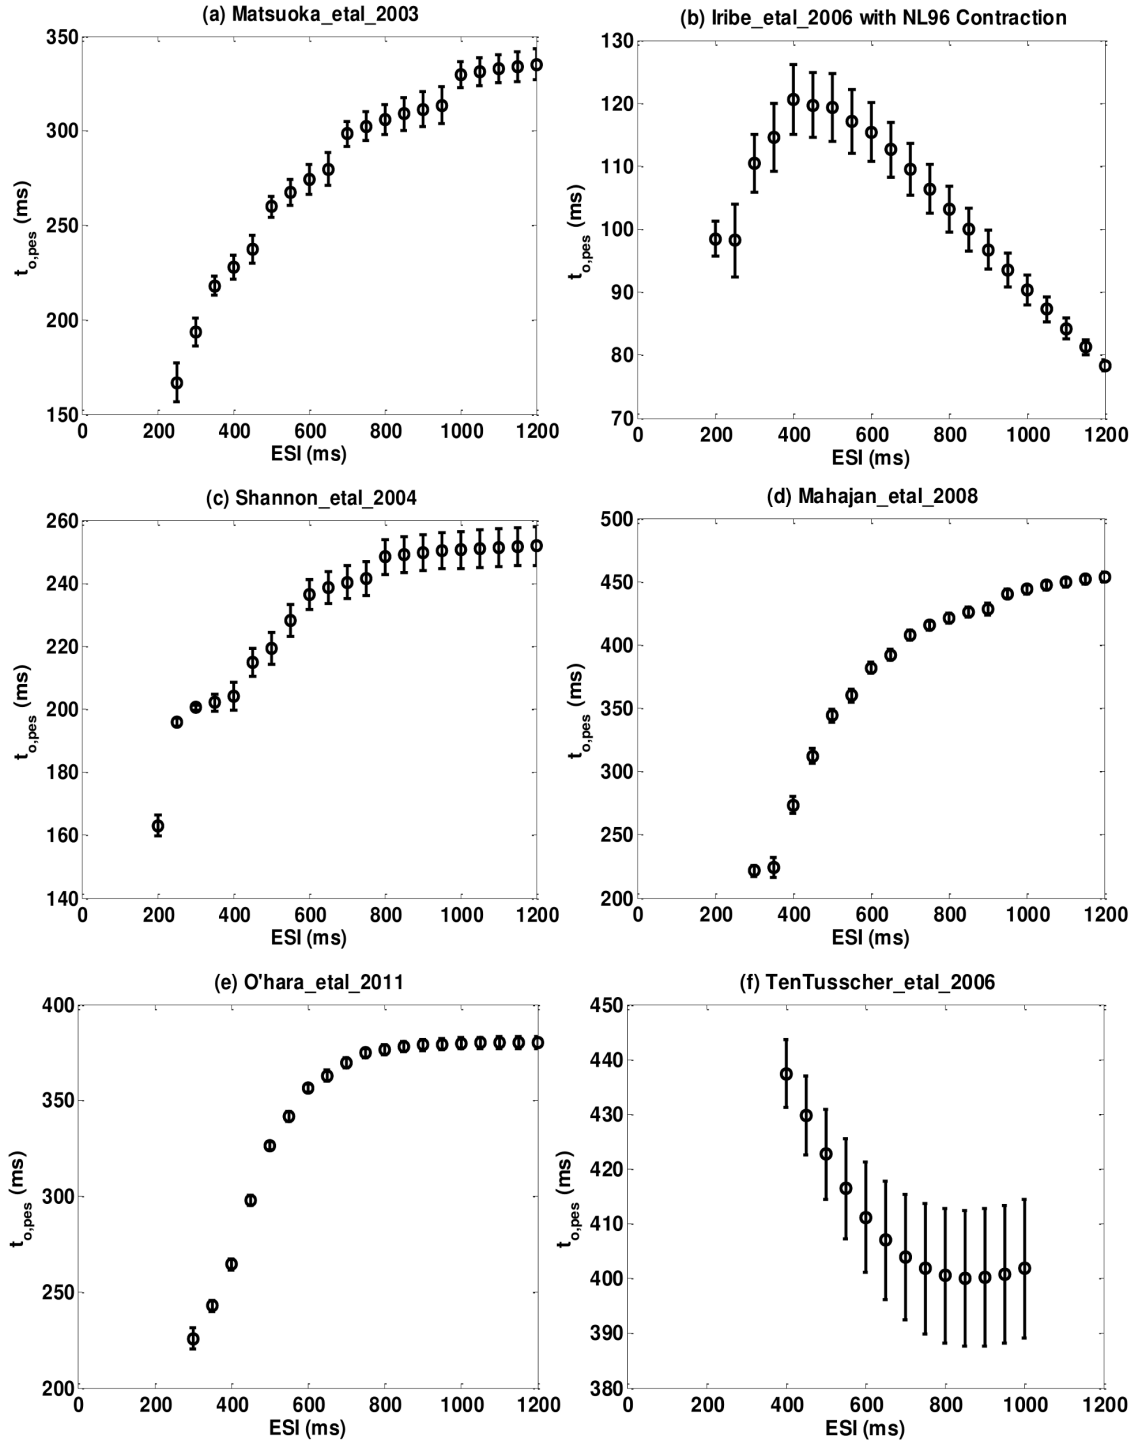 (a) Matsuoka_etal_2003
350
300
250
200
150
t_o,pes (ms)
0 200 400 600 800 1000 1200
ESI (ms)
(b) Iribe_etal_2006 with NL96 Contraction
130
120
110
100
90
80
70
t_o,pes (ms)
0 200 400 600 800 1000 1200
ESI (ms)
(c) Shannon_etal_2004
260
240
220
200
180
160
140
t_o,pes (ms)
0 200 400 600 800 1000 1200
ESI (ms)
(d) Mahajan_etal_2008
500
450
400
350
300
250
200
t_o,pes (ms)
0 200 400 600 800 1000 1200
ESI (ms)
(e) O'hara_etal_2011
400
350
300
250
200
t_o,pes (ms)
0 200 400 600 800 1000 1200
ESI (ms)
(f) TenTusscher_etal_2006
450
440
430
420
410
400
390
380
t_o,pes (ms)
0 200 400 600 800 1000 1200
ESI (ms)